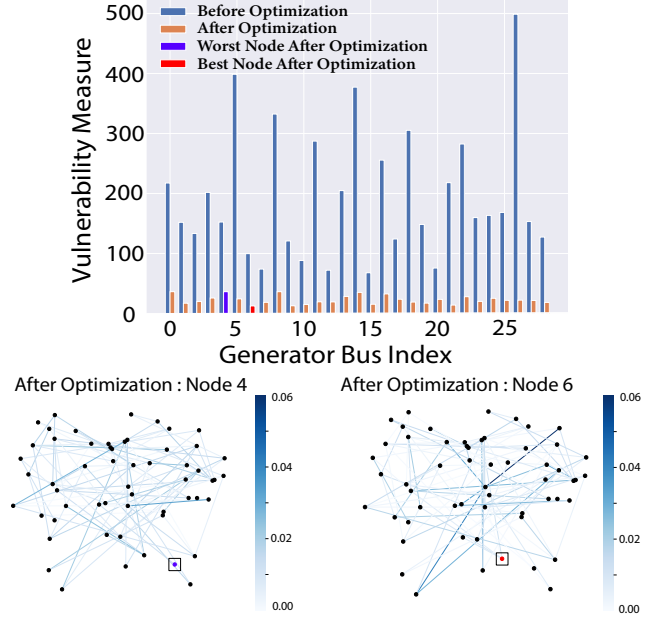 500
Before Optimization
After Optimization
Worst Node After Optimization
Best Node After Optimization
400
300
200
100
0
Vulnerability Measure
0 5 10 15 20 25
Generator Bus Index
After Optimization : Node 4
After Optimization : Node 6
0.06
0.04
0.02
0.00
0.06
0.04
0.02
0.00